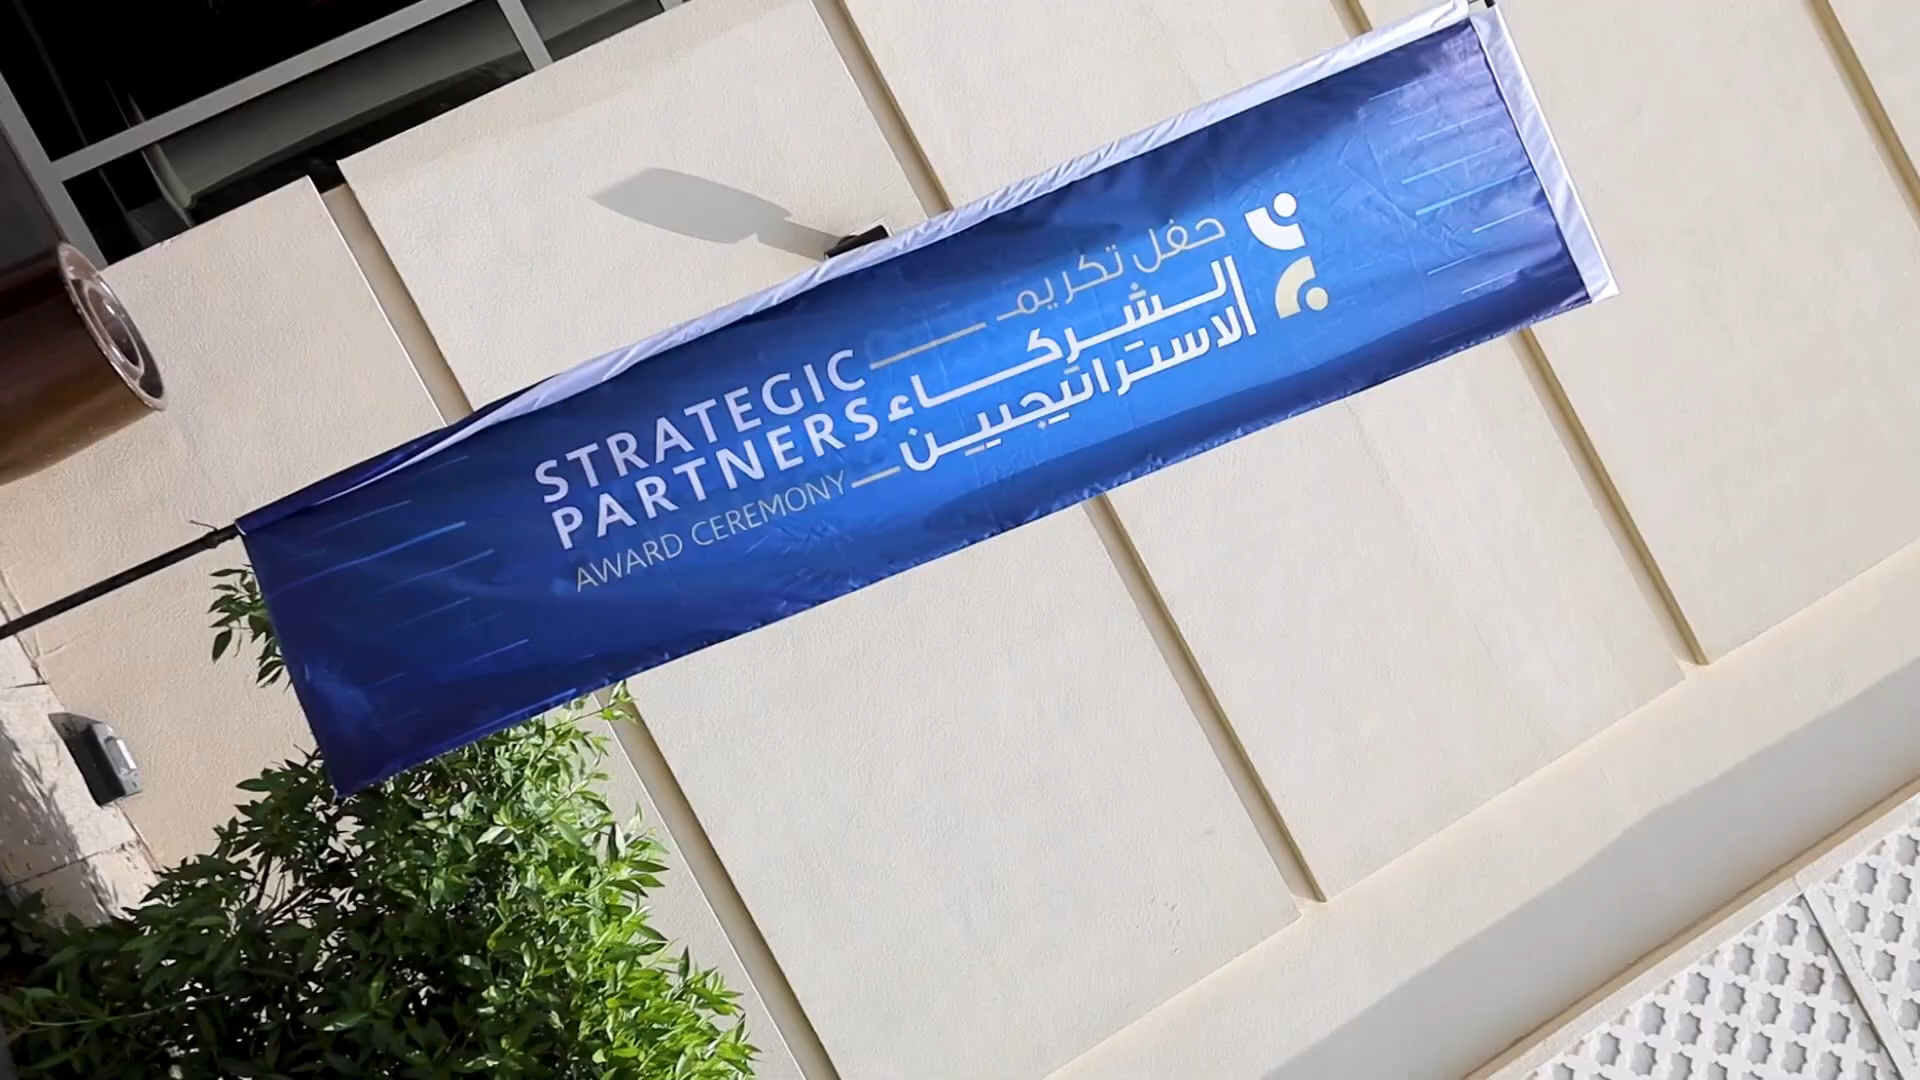 حفل تكريم
الشركاء
الاستراتيجيين
STRATEGIC
PARTNERS
AWARD CEREMONY